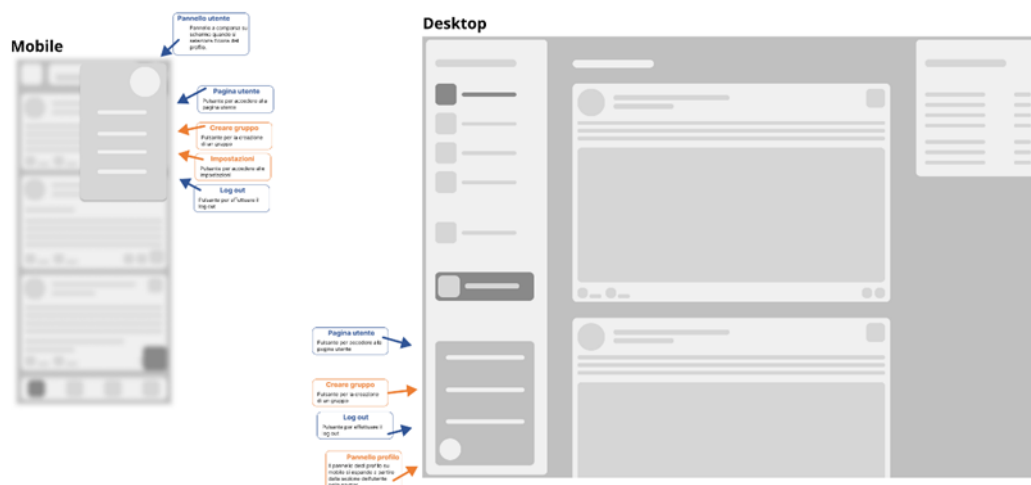 Mobile
Pannello utente
Pannello a comparsa su
schermo quando si
seleziona l'icona del
profilo.
Pagina utente
Pulsante per accedere alla
pagina utente
Creare gruppo
Pulsante per la creazione
di un gruppo
Impostazioni
Pulsante per accedere alle
impostazioni
Log out
Pulsante per effettuare il
log out
Desktop
Pagina utente
Pulsante per accedere alla
pagina utente
Creare gruppo
Pulsante per la creazione
di un gruppo
Log out
Pulsante per effettuare il
log out
Pannello profilo
Il pannello del profilo su
mobile si espande a partire
dalla sezione dell'utente